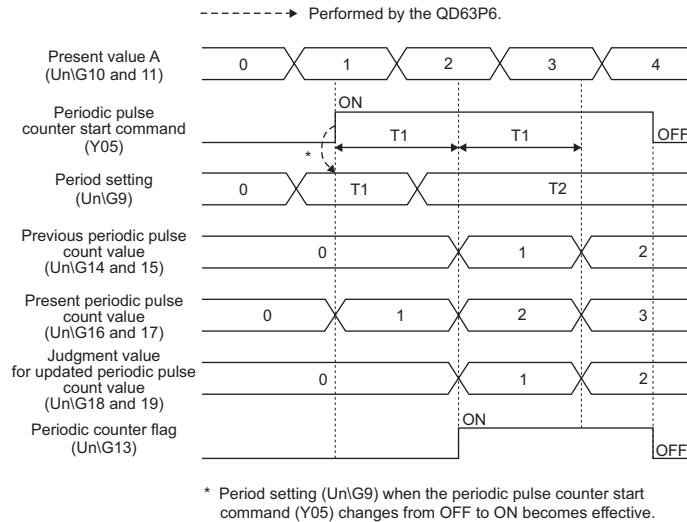 Performed by the QD63P6.
Present value A
(Un\G10 and 11)
0 1 2 3 4
Periodic pulse
counter start command
(Y05)
ON
T1 T1
OFF
*
Period setting
(Un\G9)
0 T1 T2
Previous periodic pulse
count value
(Un\G14 and 15)
0 1 2
Present periodic pulse
count value
(Un\G16 and 17)
0 1 2 3
Judgment value
for updated periodic pulse
count value
(Un\G18 and 19)
0 1 2
Periodic counter flag
(Un\G13)
ON
OFF
* Period setting (Un\G9) when the periodic pulse counter start
command (Y05) changes from OFF to ON becomes effective.